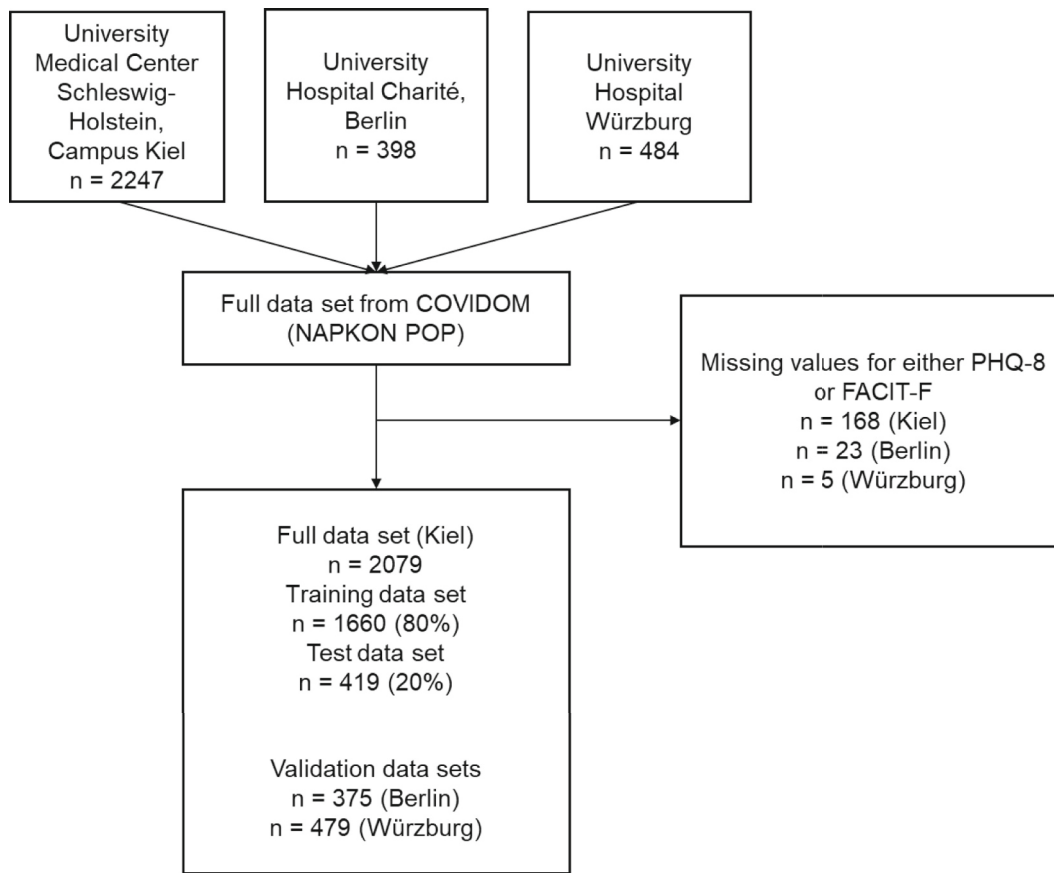 University
Medical Center
Schleswig-
Holstein,
Campus Kiel
n = 2247
University
Hospital Charité,
Berlin
n = 398
University
Hospital
Würzburg
n = 484
Full data set from COVIDOM
(NAPKON POP)
Missing values for either PHQ-8
or FACIT-F
n = 168 (Kiel)
n = 23 (Berlin)
n = 5 (Würzburg)
Full data set (Kiel)
n = 2079
Training data set
n = 1660 (80%)
Test data set
n = 419 (20%)
Validation data sets
n = 375 (Berlin)
n = 479 (Würzburg)